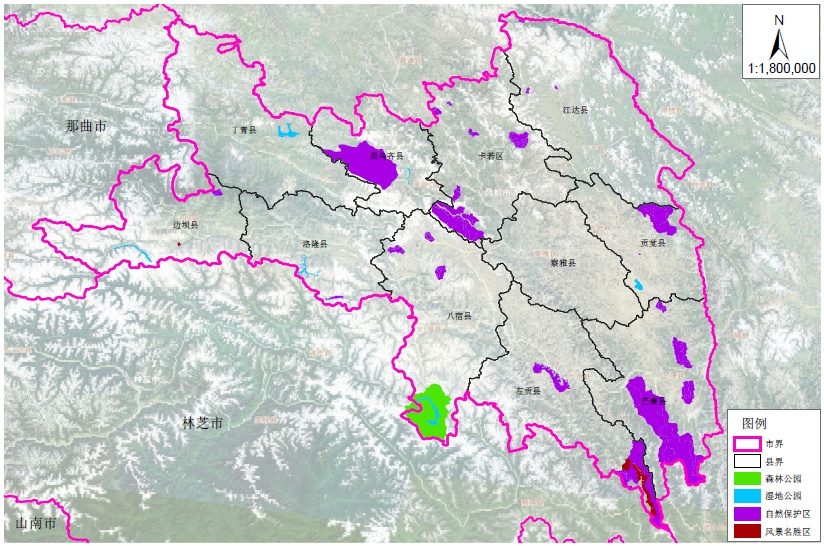 N
1:1,800,000
江达县
那曲市
丁青县
类乌齐县
卡若区
边坝县
洛隆县
贡觉县
察雅县
八宿县
左贡县
芒康县
林芝市
山南市
图例
市界
县界
森林公园
湿地公园
自然保护区
风景名胜区